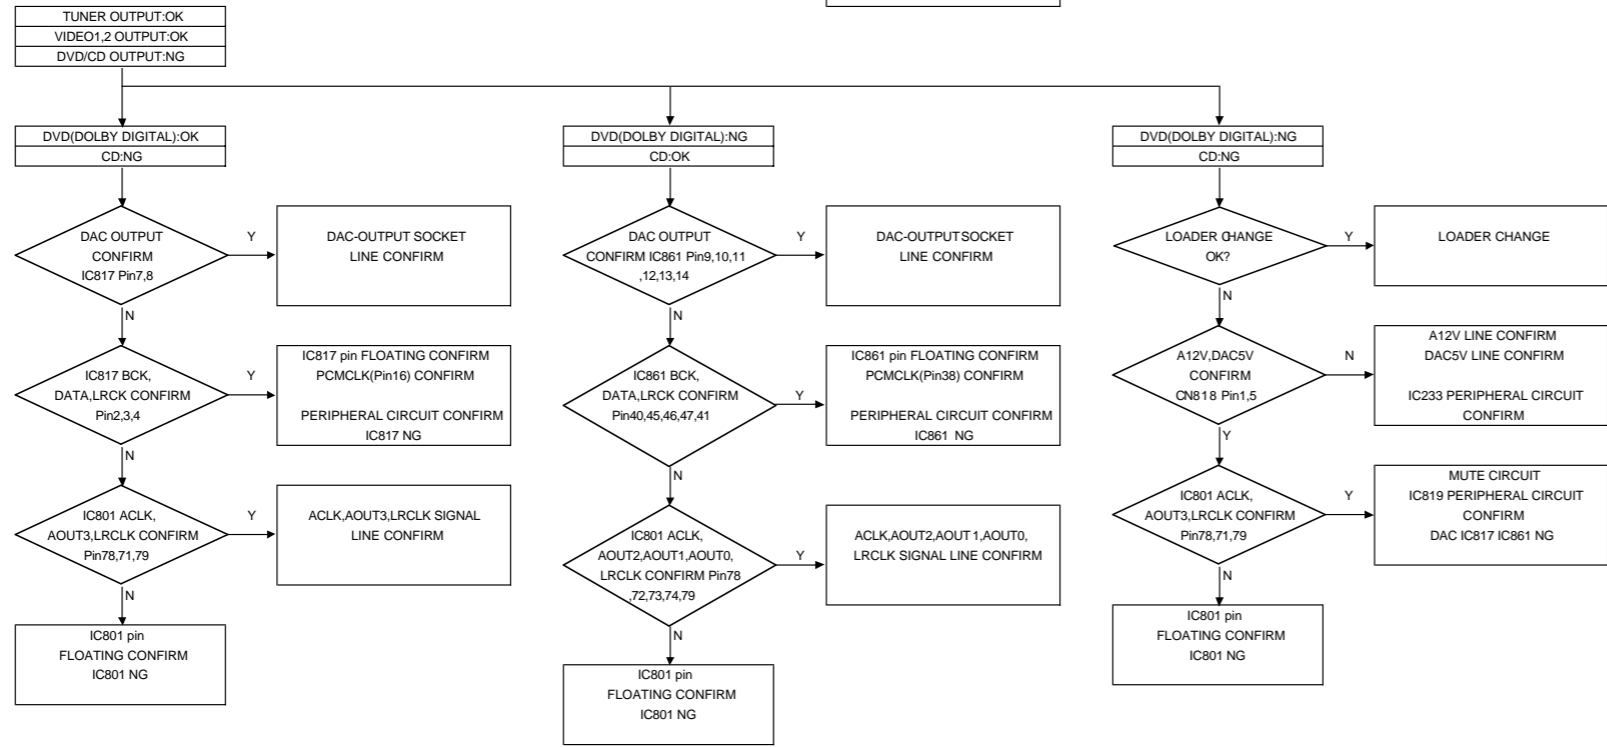 TUNER OUTPUT:OK
VIDEO1,2 OUTPUT:OK
DVD/CD OUTPUT:NG
DVD(DOLBY DIGITAL):OK
CD:NG
DAC OUTPUT
CONFIRM
IC817 Pin7,8
Y
DAC-OUTPUT SOCKET
LINE CONFIRM
N
IC817 BCK,
DATA,LRCK CONFIRM
Pin2,3,4
Y
IC817 pin FLOATING CONFIRM
PCMCLK(Pin16) CONFIRM
PERIPHERAL CIRCUIT CONFIRM
IC817 NG
N
IC801 ACLK,
AOUT3,LRCLK CONFIRM
Pin78,71,79
Y
ACLK,AOUT3,LRCLK SIGNAL
LINE CONFIRM
N
IC801 pin
FLOATING CONFIRM
IC801 NG
DVD(DOLBY DIGITAL):NG
CD:OK
DAC OUTPUT
CONFIRM IC861 Pin9,10,11
,12,13,14
Y
DAC-OUTPUT SOCKET
LINE CONFIRM
N
IC861 BCK,
DATA,LRCK CONFIRM
Pin40,45,46,47,41
Y
IC861 pin FLOATING CONFIRM
PCMCLK(Pin38) CONFIRM
PERIPHERAL CIRCUIT CONFIRM
IC861 NG
N
IC801 ACLK,
AOUT2,AOUT1,AOUT0,
LRCLK CONFIRM Pin78
,72,73,74,79
Y
ACLK,AOUT2,AOUT1,AOUT0,
LRCLK SIGNAL LINE CONFIRM
N
IC801 pin
FLOATING CONFIRM
IC801 NG
DVD(DOLBY DIGITAL):NG
CD:NG
LOADER CHANGE
OK?
Y
LOADER CHANGE
N
A12V,DAC5V
CONFIRM
CN818 Pin1,5
N
A12V LINE CONFIRM
DAC5V LINE CONFIRM
IC233 PERIPHERAL CIRCUIT
CONFIRM
Y
IC801 ACLK,
AOUT3,LRCLK CONFIRM
Pin78,71,79
Y
MUTE CIRCUIT
IC819 PERIPHERAL CIRCUIT
CONFIRM
DAC IC817 IC861 NG
N
IC801 pin
FLOATING CONFIRM
IC801 NG